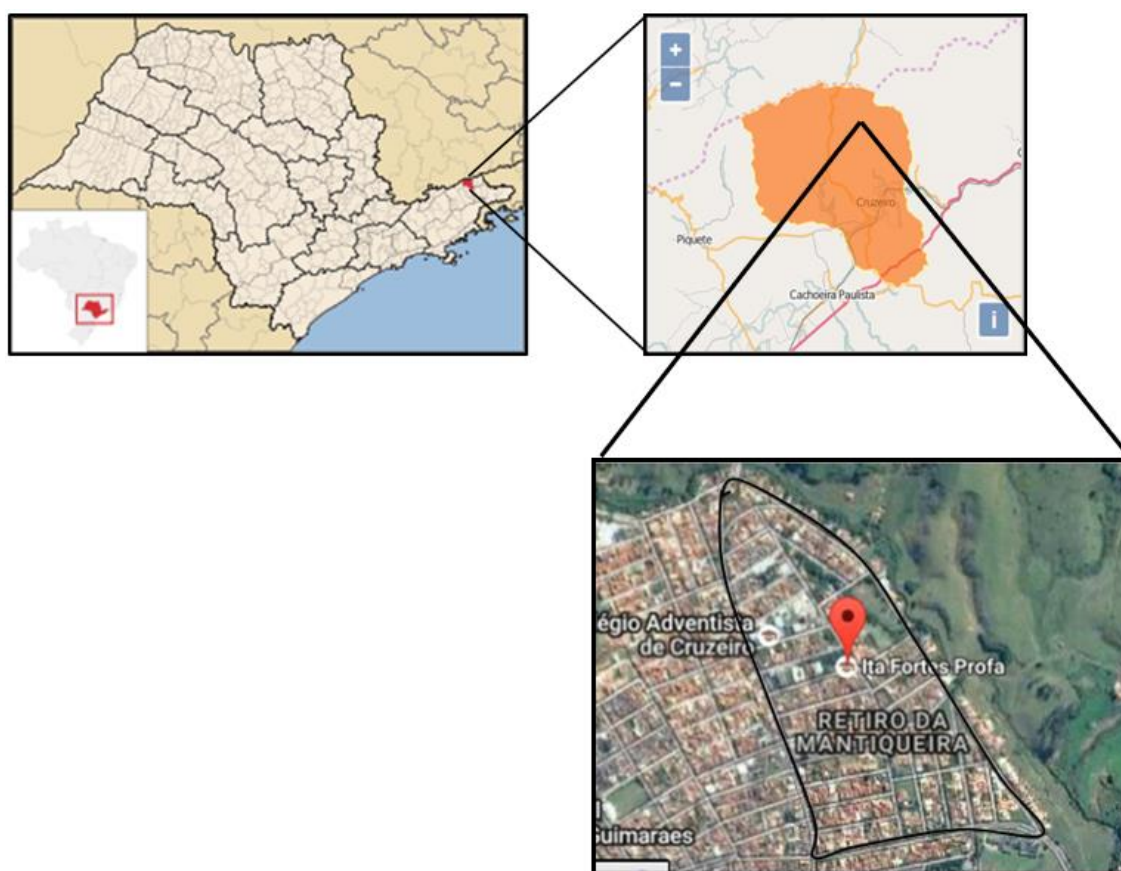 +
−
Cruzeiro
Piquete
Cachoeira Paulista
i
égio Adventista
de Cruzeiro
Ita Fortes Profa
RETIRO DA
MANTIQUEIRA
Guimaraes